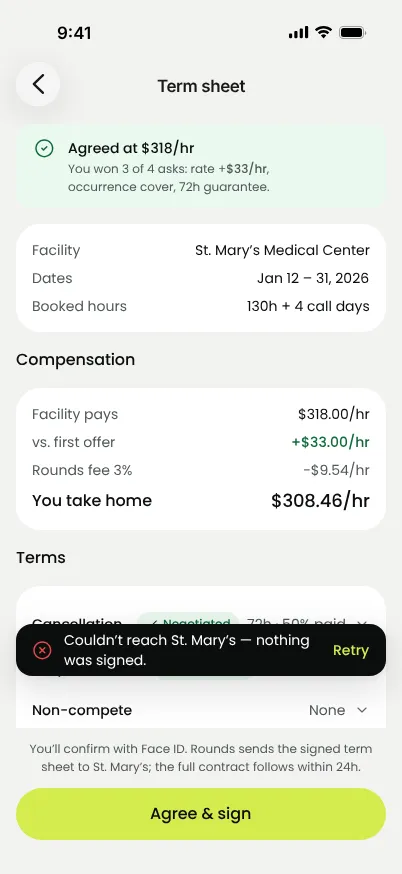 9:41
Term sheet
Agreed at $318/hr
You won 3 of 4 asks: rate +$33/hr,
occurrence cover, 72h guarantee.
Facility St. Mary's Medical Center
Dates Jan 12 – 31, 2026
Booked hours 130h + 4 call days
Compensation
Facility pays $318.00/hr
vs. first offer +$33.00/hr
Rounds fee 3% -$9.54/hr
You take home $308.46/hr
Terms
Cancellation ✓ Negotiated 72h · 50% paid
Couldn't reach St. Mary's — nothing
was signed.
Retry
Non-compete None
You'll confirm with Face ID. Rounds sends the signed term
sheet to St. Mary's; the full contract follows within 24h.
Agree & sign